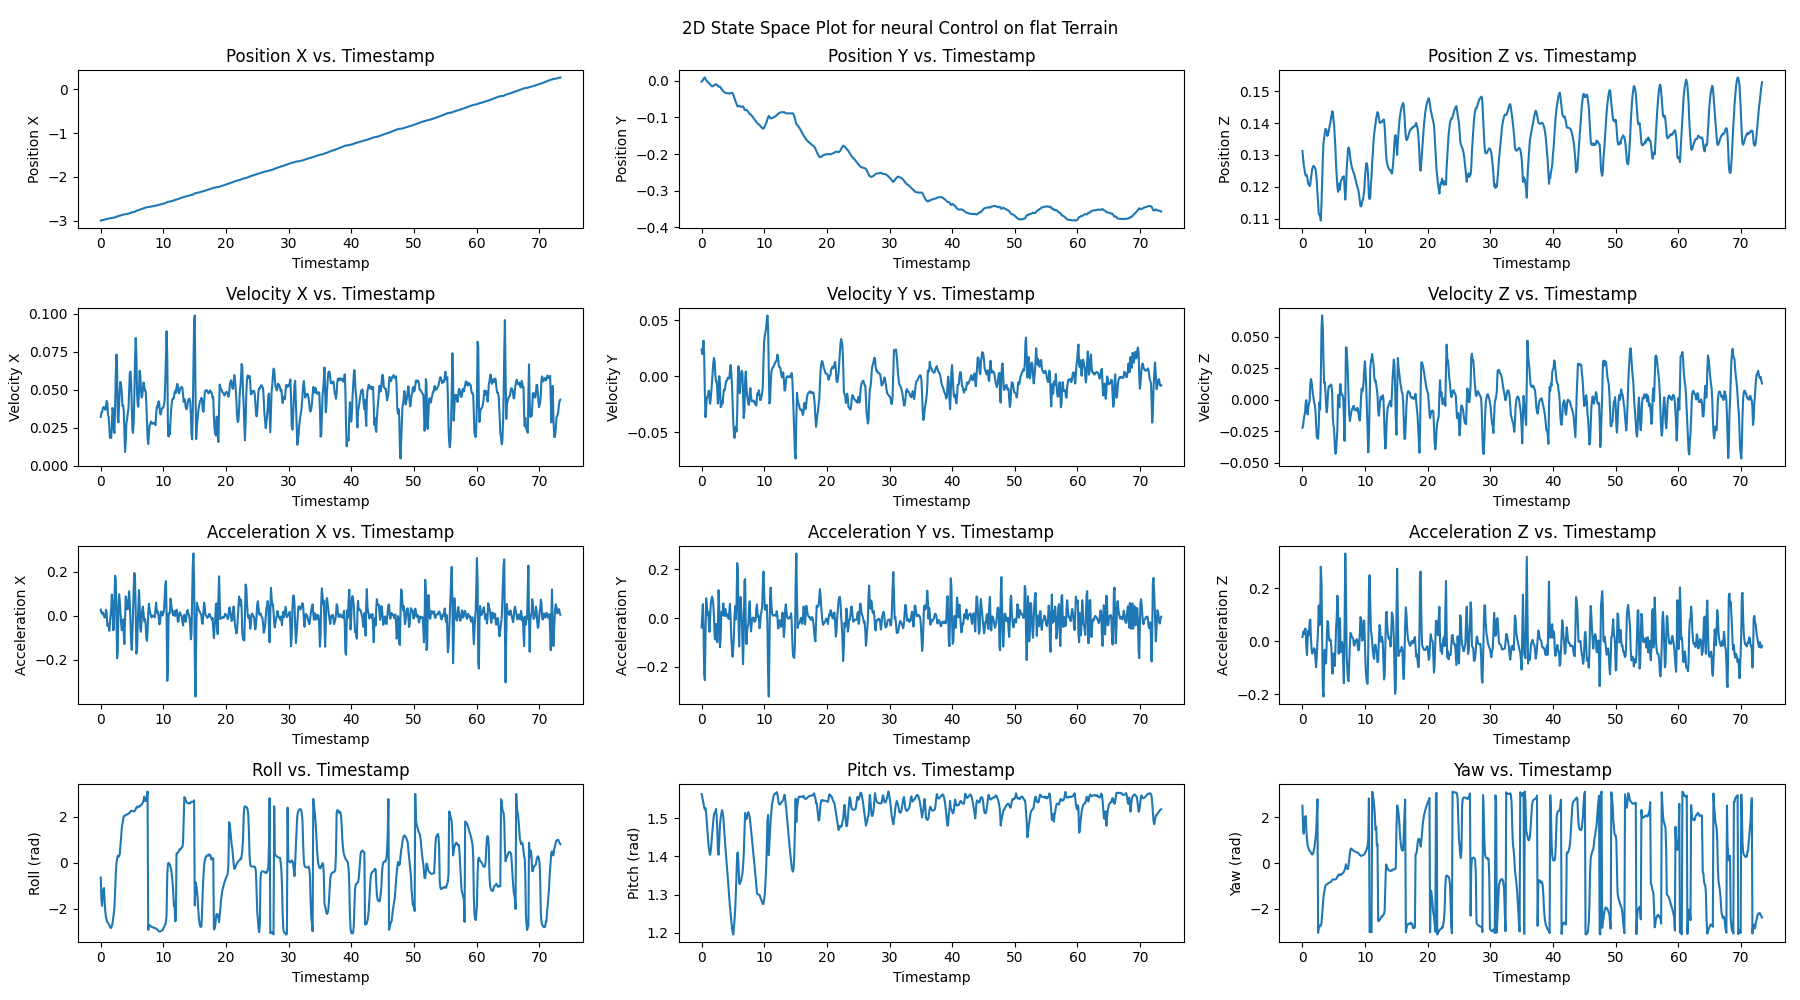 2D State Space Plot for neural Control on flat Terrain
Position X vs. Timestamp
Position X
0
−1
−2
−3
0 10 20 30 40 50 60 70
Timestamp
Position Y vs. Timestamp
Position Y
0.0
−0.1
−0.2
−0.3
−0.4
0 10 20 30 40 50 60 70
Timestamp
Position Z vs. Timestamp
Position Z
0.15
0.14
0.13
0.12
0.11
0 10 20 30 40 50 60 70
Timestamp
Velocity X vs. Timestamp
Velocity X
0.100
0.075
0.050
0.025
0.000
0 10 20 30 40 50 60 70
Timestamp
Velocity Y vs. Timestamp
Velocity Y
0.05
0.00
−0.05
0 10 20 30 40 50 60 70
Timestamp
Velocity Z vs. Timestamp
Velocity Z
0.050
0.025
0.000
−0.025
−0.050
0 10 20 30 40 50 60 70
Timestamp
Acceleration X vs. Timestamp
Acceleration X
0.2
0.0
−0.2
0 10 20 30 40 50 60 70
Timestamp
Acceleration Y vs. Timestamp
Acceleration Y
0.2
0.0
−0.2
0 10 20 30 40 50 60 70
Timestamp
Acceleration Z vs. Timestamp
Acceleration Z
0.2
0.0
−0.2
0 10 20 30 40 50 60 70
Timestamp
Roll vs. Timestamp
Roll (rad)
2
0
−2
0 10 20 30 40 50 60 70
Timestamp
Pitch vs. Timestamp
Pitch (rad)
1.5
1.4
1.3
1.2
0 10 20 30 40 50 60 70
Timestamp
Yaw vs. Timestamp
Yaw (rad)
2
0
−2
0 10 20 30 40 50 60 70
Timestamp